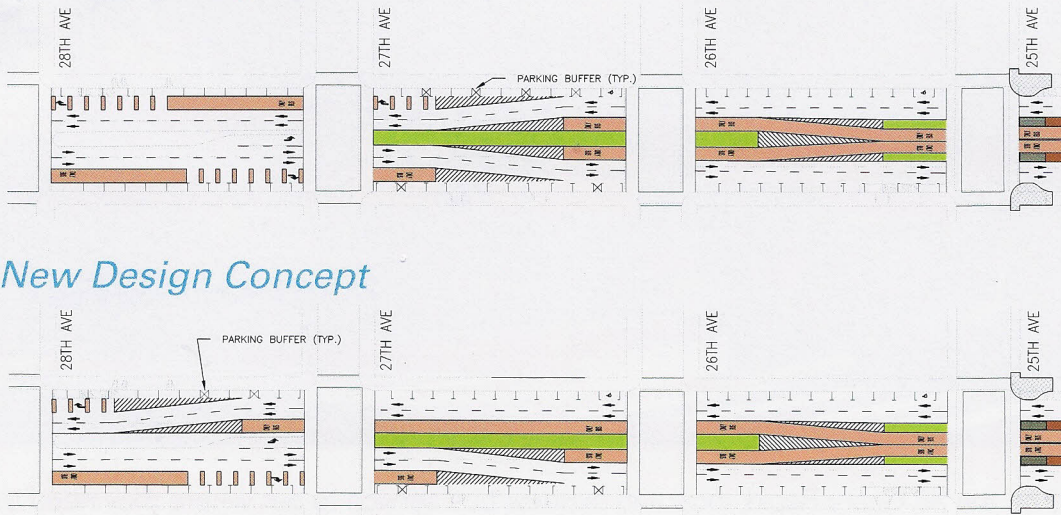 28TH AVE
27TH AVE
26TH AVE
25TH AVE
PARKING BUFFER (TYP.)
New Design Concept
28TH AVE
27TH AVE
26TH AVE
25TH AVE
PARKING BUFFER (TYP.)